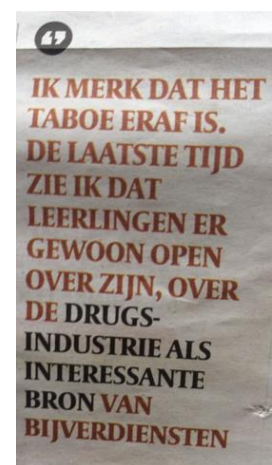 IK MERK DAT HET
TABOE ERAF IS.
DE LAATSTE TIJD
ZIE IK DAT
LEERLINGEN ER
GEWOON OPEN
OVER ZIJN, OVER
DE DRUGS-
INDUSTRIE ALS
INTERESSANTE
BRON VAN
BIJVERDIENSTEN